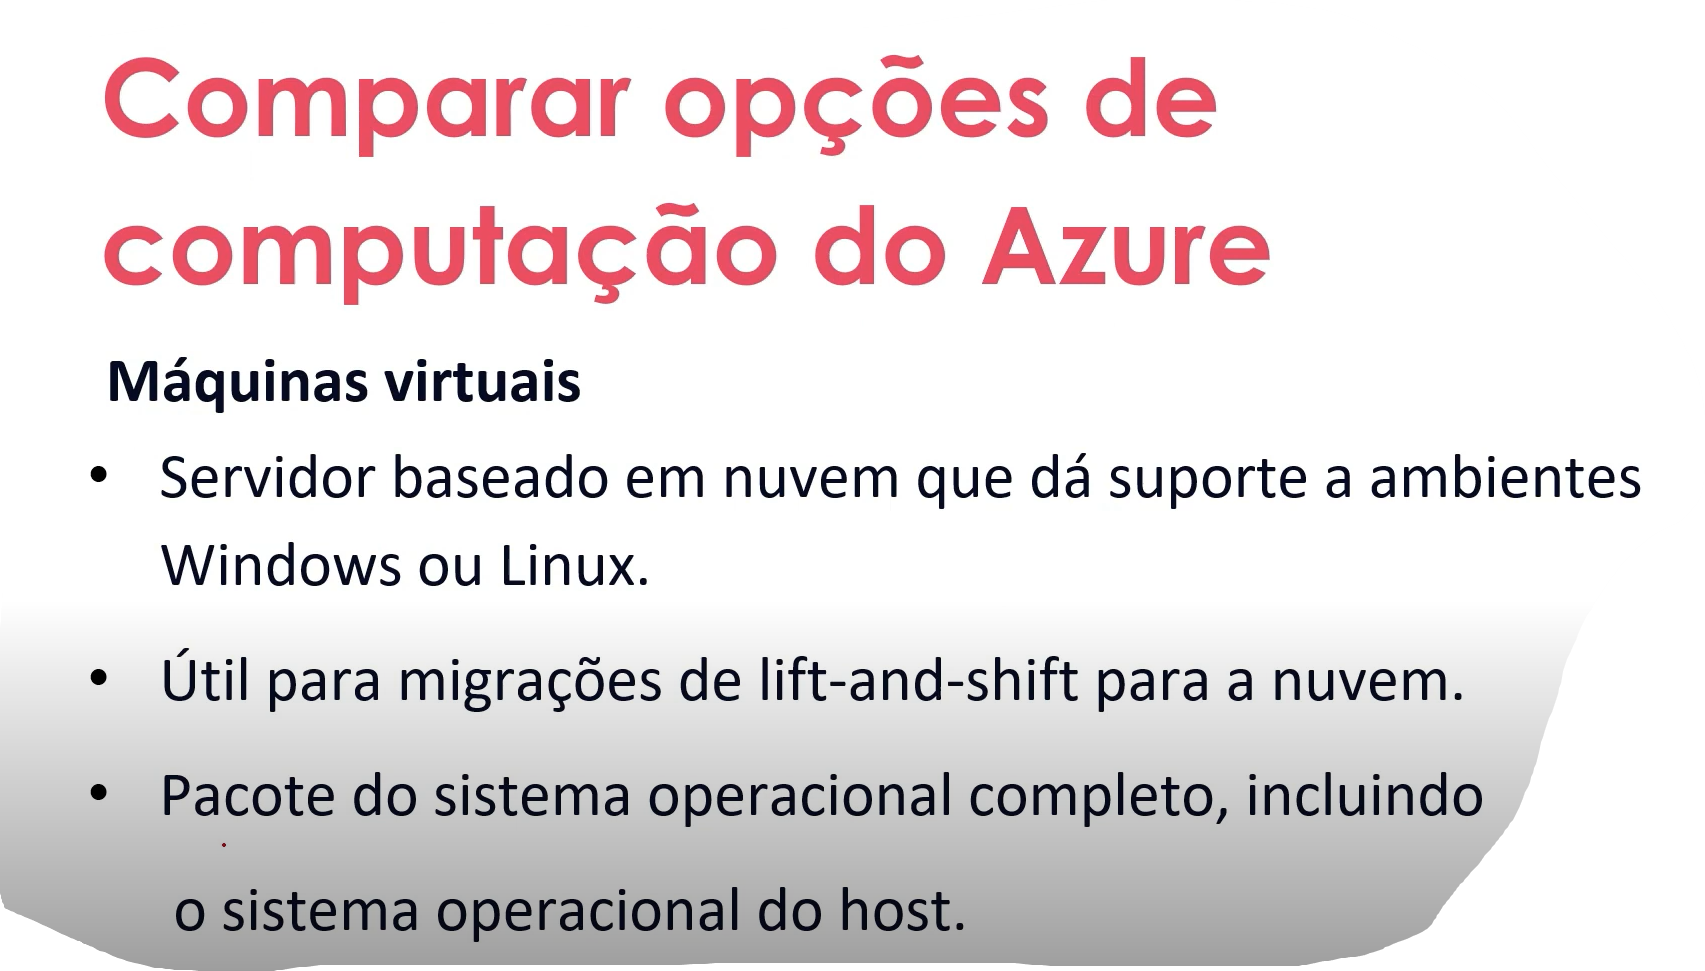 Comparar opções de
computação do Azure
Máquinas virtuais
• Servidor baseado em nuvem que dá suporte a ambientes
Windows ou Linux.
• Útil para migrações de lift-and-shift para a nuvem.
• Pacote do sistema operacional completo, incluindo
o sistema operacional do host.